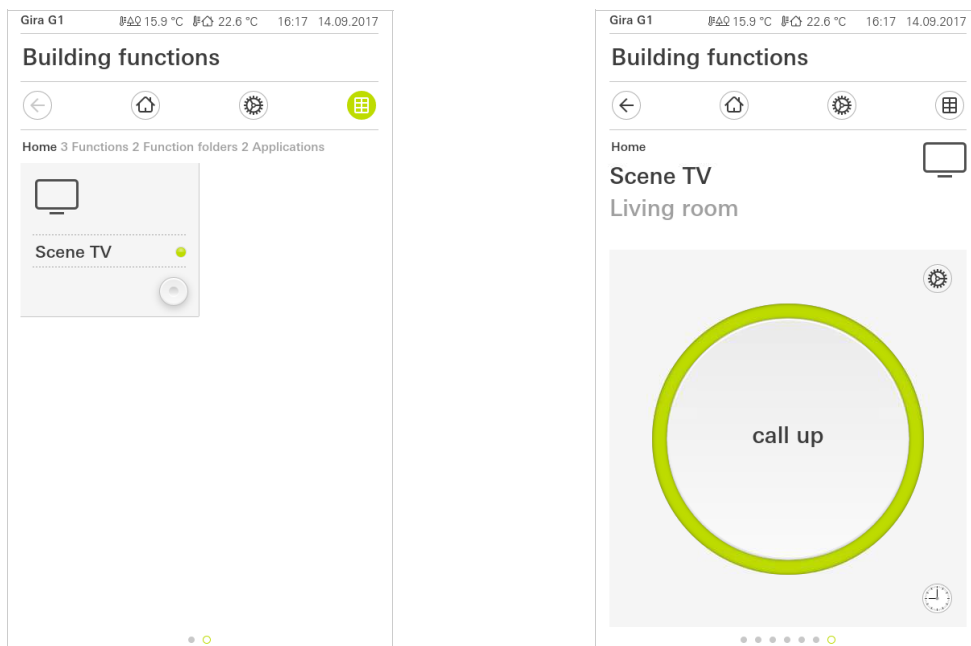 Gira G1 15.9 °C 22.6 °C 16:17 14.09.2017
Building functions
Home 3 Functions 2 Function folders 2 Applications
Scene TV
Gira G1 15.9 °C 22.6 °C 16:17 14.09.2017
Building functions
Home
Scene TV
Living room
call up